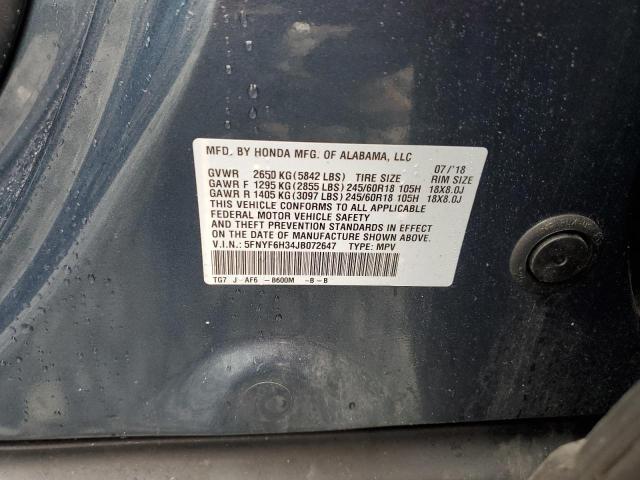 MFD. BY HONDA MFG. OF ALABAMA, LLC 07/'18
GVWR 2650 KG(5842 LBS) TIRE SIZE RIM SIZE
GAWR F 1295 KG(2855 LBS) 245/60R18 105H 18X8.0J
GAWR R 1405 KG(3097 LBS) 245/60R18 105H 18X8.0J
THIS VEHICLE CONFORMS TO ALL APPLICABLE
FEDERAL MOTOR VEHICLE SAFETY
AND THEFT PREVENTION STANDARDS IN EFFECT
ON THE DATE OF MANUFACTURE SHOWN ABOVE.
V.I.N.: 5FNYF6H34JB072647 TYPE: MPV
TG7 J-AF6 -B600M -B-B